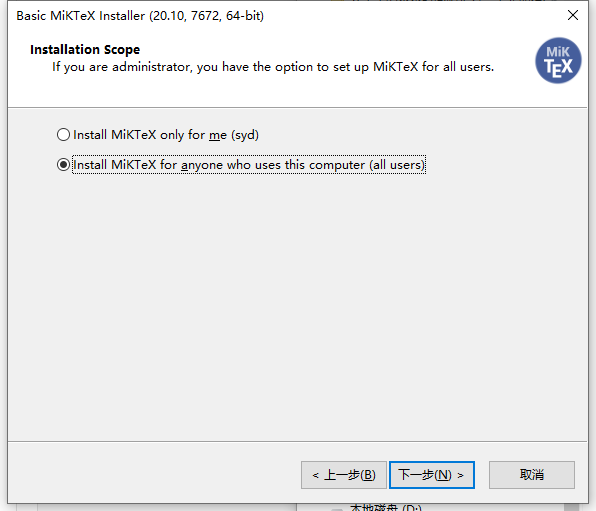 Basic MiKTeX Installer (20.10, 7672, 64-bit)
Installation Scope
If you are administrator, you have the option to set up MiKTeX for all users.
MiK
TEX
Install MiKTeX only for me (syd)
Install MiKTeX for anyone who uses this computer (all users)
< 上一步(B) 下一步(N) > 取消
本地磁盘 (D:)